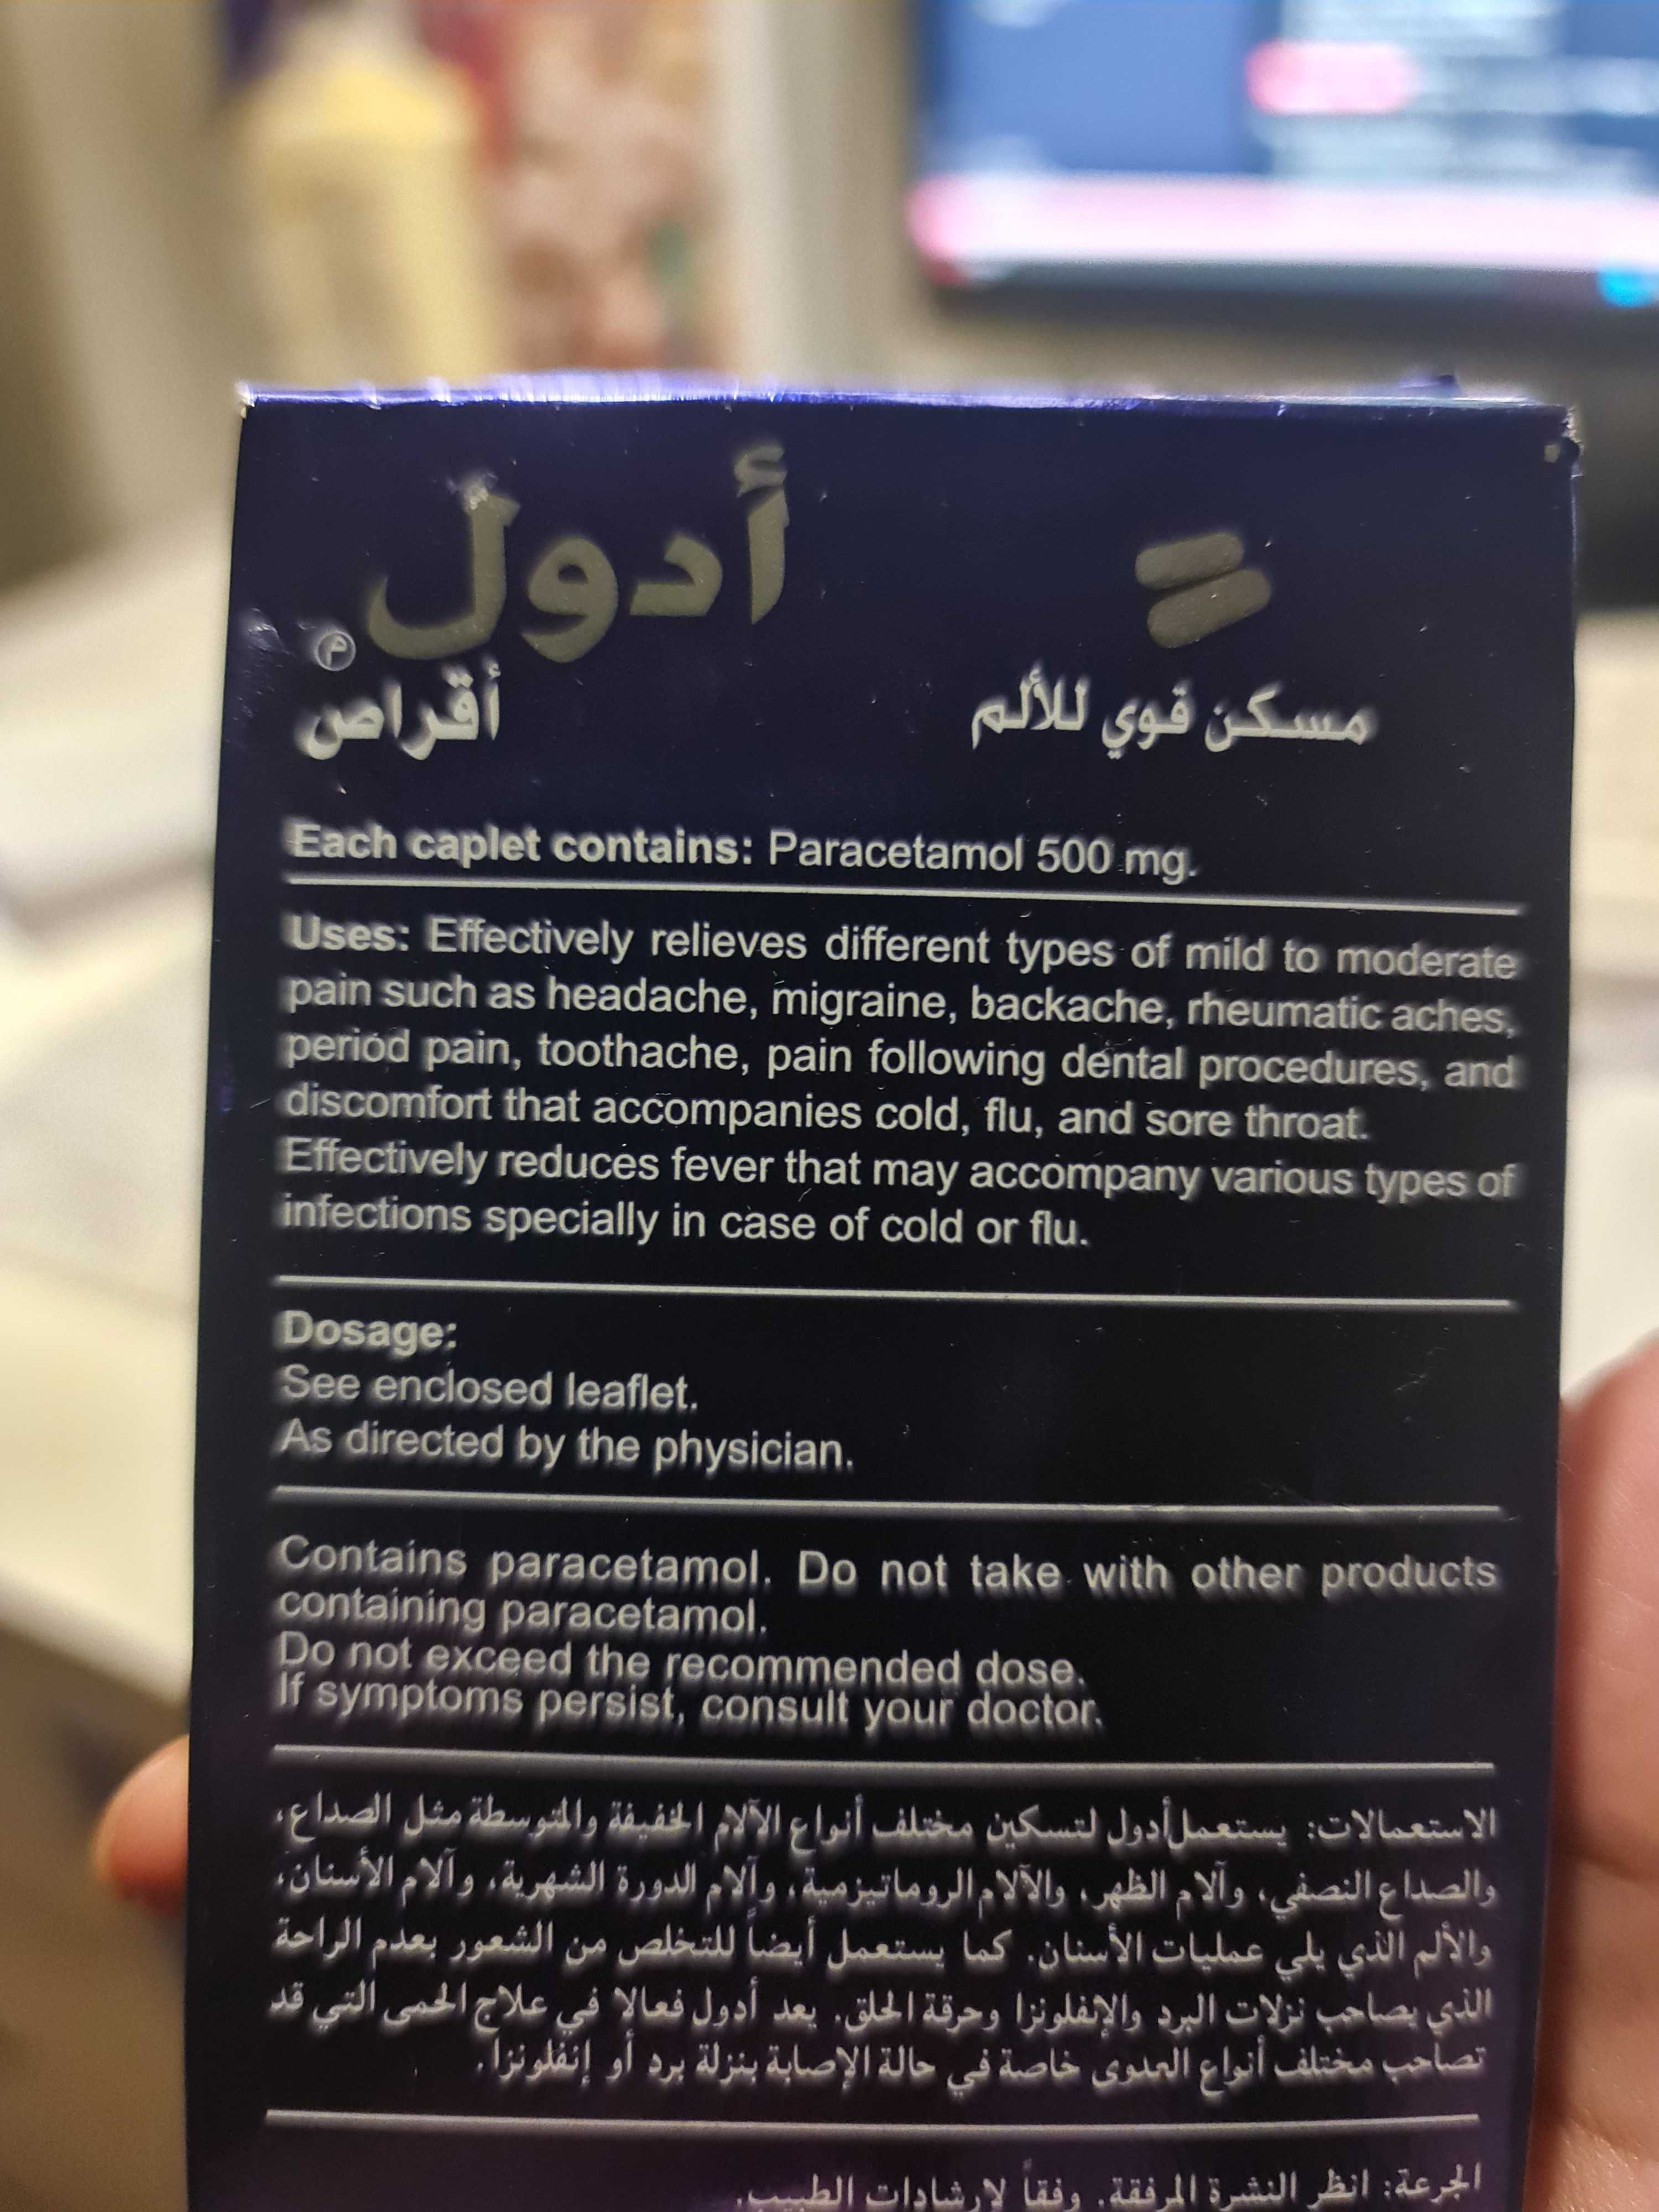 أدول
م
أقراص
مسكن قوي للألم
Each caplet contains: Paracetamol 500 mg.
Uses: Effectively relieves different types of mild to moderate
pain such as headache, migraine, backache, rheumatic aches,
period pain, toothache, pain following dental procedures, and
discomfort that accompanies cold, flu, and sore throat.
Effectively reduces fever that may accompany various types of
infections specially in case of cold or flu.
Dosage:
See enclosed leaflet.
As directed by the physician.
Contains paracetamol. Do not take with other products
containing paracetamol.
Do not exceed the recommended dose.
If symptoms persist, consult your doctor.
الاستعمالات: يستعمل أدول لتسكين مختلف أنواع الآلام الخفيفة والمتوسطة مثل الصداع،
والصداع النصفي، وآلام الظهر، والآلام الروماتيزمية، وآلام الدورة الشهرية، وآلام الأسنان،
والألم الذي يلي عمليات الأسنان. كما يستعمل أيضاً للتخلص من الشعور بعدم الراحة
الذي يصاحب نزلات البرد والإنفلونزا وحرقة الحلق. يعد أدول فعالا في علاج الحمى التي قد
تصاحب مختلف أنواع العدوى خاصة في حالة الإصابة بنزلة برد أو إنفلونزا.
الجرعة: انظر النشرة المرفقة. وفقاً لإرشادات الطبيب.